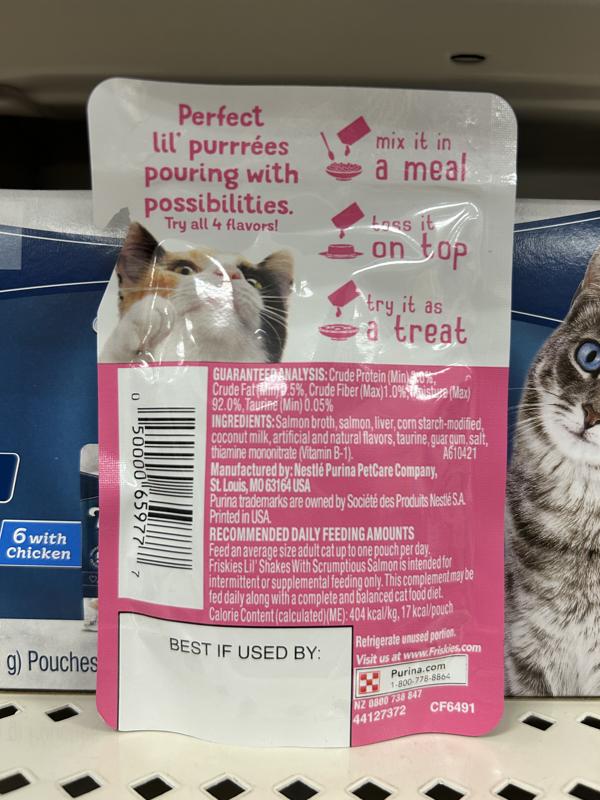 Perfect
lil' purrrées
pouring with
possibilities.
Try all 4 flavors!
mix it in
a meal
toss it
on top
try it as
a treat
GUARANTEED ANALYSIS: Crude Protein (Min)
Crude Fat (Min) .5%, Crude Fiber (Max) 1.0%, Moisture (Max)
92.0%, Taurine (Min) 0.05%
INGREDIENTS: Salmon broth, salmon, liver, corn starch-modified,
coconut milk, artificial and natural flavors, taurine, guar gum, salt,
thiamine mononitrate (Vitamin B-1). A610421
Manufactured by: Nestlé Purina PetCare Company,
St. Louis, MO 63164 USA
Purina trademarks are owned by Société des Produits Nestlé S.A.
Printed in USA.
RECOMMENDED DAILY FEEDING AMOUNTS
Feed an average size adult cat up to one pouch per day.
Friskies Lil' Shakes With Scrumptious Salmon is intended for
intermittent or supplemental feeding only. This complement may be
fed daily along with a complete and balanced cat food diet.
Calorie Content (calculated) (ME): 404 kcal/kg, 17 kcal/pouch
0 50000 65977 7
BEST IF USED BY:
Refrigerate unused portion.
Visit us at www.Friskies.com
Purina.com
1-800-778-8864
NZ 0800 738 847
44127372 CF6491
6 with
Chicken
g) Pouches